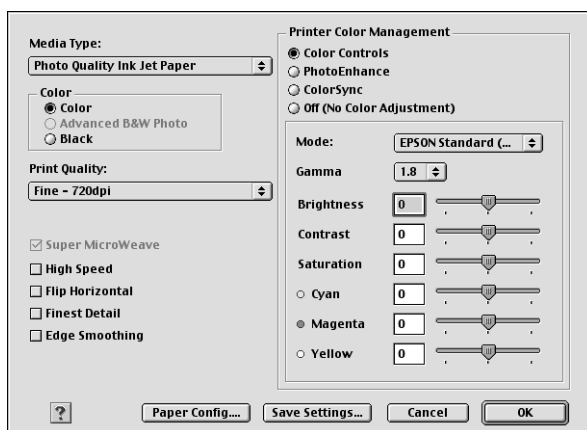 Media Type:
Photo Quality Ink Jet Paper
Color
Color
Advanced B&W Photo
Black
Print Quality:
Fine - 720dpi
Super MicroWeave
High Speed
Flip Horizontal
Finest Detail
Edge Smoothing
Printer Color Management
Color Controls
PhotoEnhance
ColorSync
Off (No Color Adjustment)
Mode: EPSON Standard (...
Gamma 1.8
Brightness 0
Contrast 0
Saturation 0
Cyan 0
Magenta 0
Yellow 0
? Paper Config.... Save Settings... Cancel OK